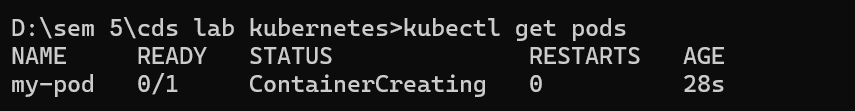 D:\sem 5\cds lab kubernetes>kubectl get pods
NAME     READY   STATUS              RESTARTS   AGE
my-pod   0/1     ContainerCreating   0          28s